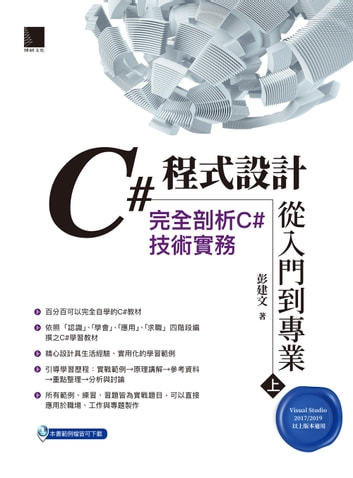 博碩文化
C# 程式設計
從入門到專業 上
完全剖析C#
技術實務
彭建文 著
百分百可以完全自學的C#教材
依照「認識」、「學會」、「應用」、「求職」四階段編
撰之C#學習教材
精心設計具生活經驗、實用化的學習範例
引導學習歷程：實戰範例→原理講解→參考資料
→重點整理→分析與討論
所有範例、練習、習題皆為實戰題目，可以直接
應用於職場、工作與專題製作
本書範例檔皆可下載
Visual Studio
2017/2019
以上版本適用